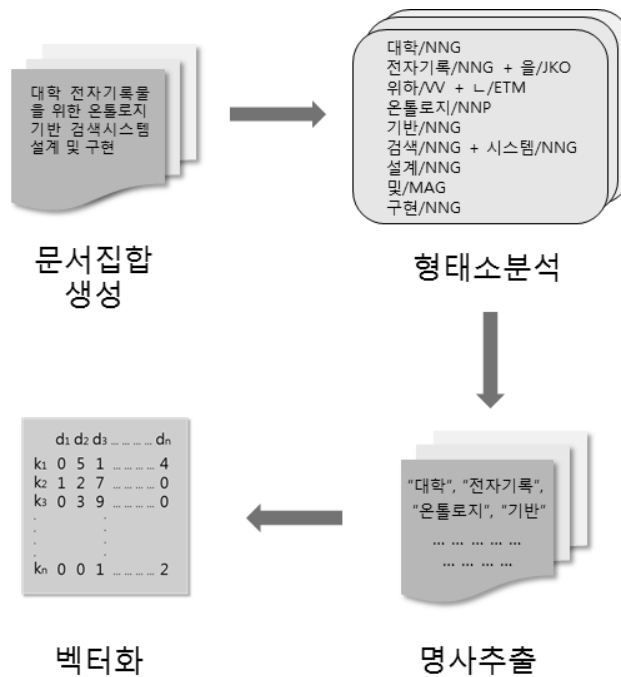 대학 전자기록물
을 위한 온톨로지
기반 검색시스템
설계 및 구현
문서집합
생성
대학/NNG
전자기록/NNG + 을/JKO
위하/VV + ㄴ/ETM
온톨로지/NNP
기반/NNG
검색/NNG + 시스템/NNG
설계/NNG
및/MAG
구현/NNG
형태소분석
"대학", "전자기록",
"온톨로지", "기반"
... ... ... ... ...
... ... ... ...
명사추출
d1 d2 d3 ... ... ... ... dn
k1 0 5 1 ... ... ... ... 4
k2 1 2 7 ... ... ... ... 0
k3 0 3 9 ... ... ... ... 0
. .
. .
. .
. .
kn 0 0 1 ... ... ... ... 2
벡터화